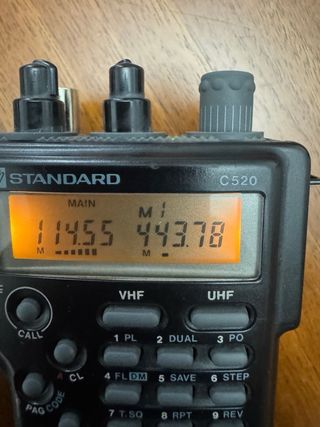 STANDARD C520
MAIN M1
114.55 443.78
M M
VHF UHF
CALL
1 PL 2 DUAL 3 PO
CL
4 FL DM 5 SAVE 6 STEP
PAG CODE
7 T.SQ 8 RPT 9 REV